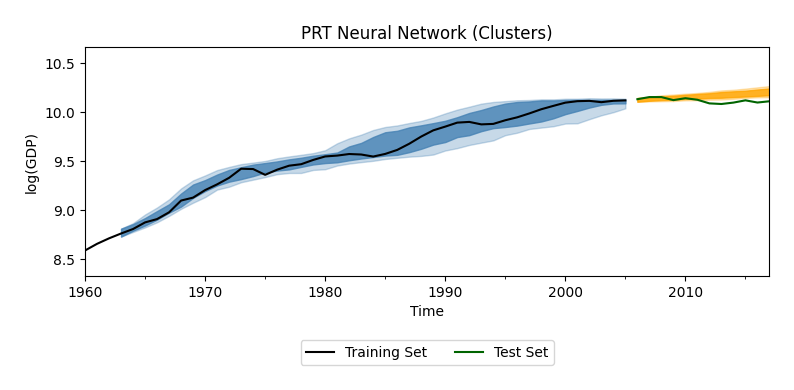 PRT Neural Network (Clusters)
10.5
10.0
9.5
9.0
8.5
log(GDP)
1960 1970 1980 1990 2000 2010
Time
Training Set Test Set